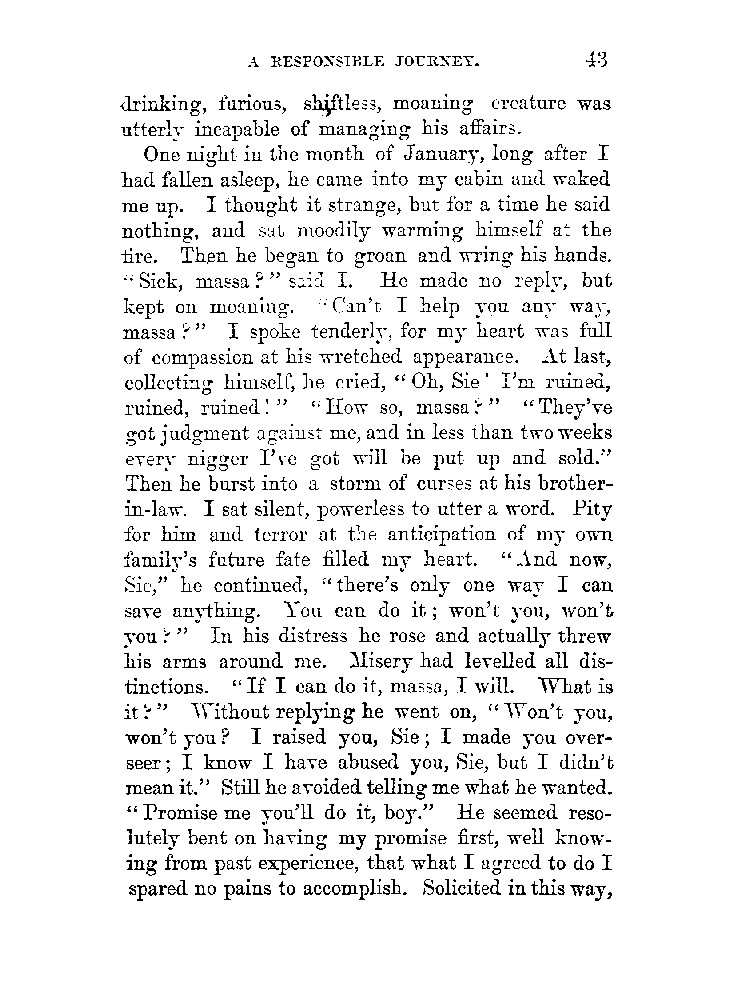 A RESPONSIBLE JOURNEY. 43
drinking, furious, shiftless, moaning creature was
utterly incapable of managing his affairs.
One night in the month of January, long after I
had fallen asleep, he came into my cabin and waked
me up. I thought it strange, but for a time he said
nothing, and sat moodily warming himself at the
fire. Then he began to groan and wring his hands.
“Sick, massa?” said I. He made no reply, but
kept on moaning. “Can’t I help you any way,
massa?” I spoke tenderly, for my heart was full
of compassion at his wretched appearance. At last,
collecting himself, he cried, “Oh, Sie! I’m ruined,
ruined, ruined!” “How so, massa?” “They’ve
got judgment against me, and in less than two weeks
every nigger I’ve got will be put up and sold.”
Then he burst into a storm of curses at his brother-
in-law. I sat silent, powerless to utter a word. Pity
for him and terror at the anticipation of my own
family’s future fate filled my heart. “And now,
Sie,” he continued, “there’s only one way I can
save anything. You can do it; won’t you, won’t
you?” In his distress he rose and actually threw
his arms around me. Misery had levelled all dis-
tinctions. “If I can do it, massa, I will. What is
it?” Without replying he went on, “Won’t you,
won’t you? I raised you, Sie; I made you over-
seer; I know I have abused you, Sie, but I didn’t
mean it.” Still he avoided telling me what he wanted.
“Promise me you’ll do it, boy.” He seemed reso-
lutely bent on having my promise first, well know-
ing from past experience, that what I agreed to do I
spared no pains to accomplish. Solicited in this way,